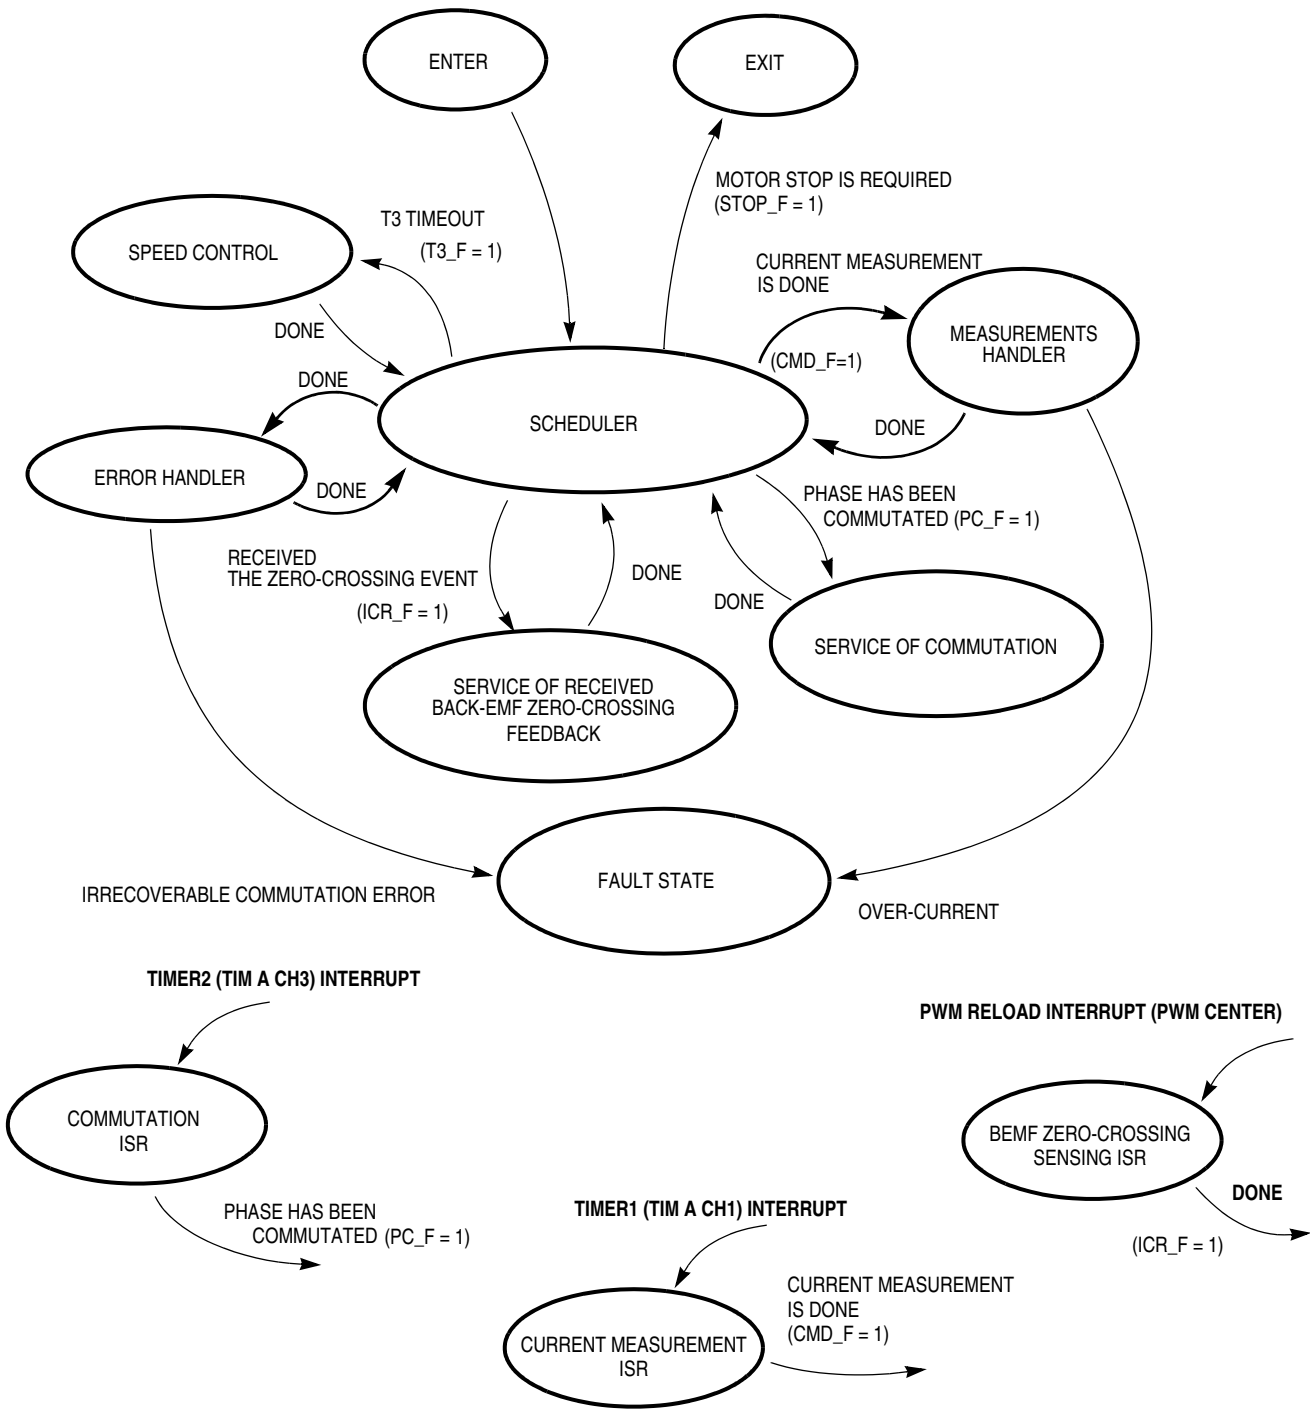 ENTER
EXIT
MOTOR STOP IS REQUIRED
(STOP_F = 1)
T3 TIMEOUT
(T3_F = 1)
SPEED CONTROL
CURRENT MEASUREMENT
IS DONE
MEASUREMENTS
HANDLER
DONE
(CMD_F=1)
DONE
SCHEDULER
DONE
ERROR HANDLER
DONE
PHASE HAS BEEN
COMMUTATED (PC_F = 1)
RECEIVED
THE ZERO-CROSSING EVENT
(ICR_F = 1)
DONE
DONE
SERVICE OF COMMUTATION
SERVICE OF RECEIVED
BACK-EMF ZERO-CROSSING
FEEDBACK
FAULT STATE
IRRECOVERABLE COMMUTATION ERROR
OVER-CURRENT
TIMER2 (TIM A CH3) INTERRUPT
PWM RELOAD INTERRUPT (PWM CENTER)
COMMUTATION
ISR
BEMF ZERO-CROSSING
SENSING ISR
DONE
(ICR_F = 1)
PHASE HAS BEEN
COMMUTATED (PC_F = 1)
TIMER1 (TIM A CH1) INTERRUPT
CURRENT MEASUREMENT
IS DONE
(CMD_F = 1)
CURRENT MEASUREMENT
ISR